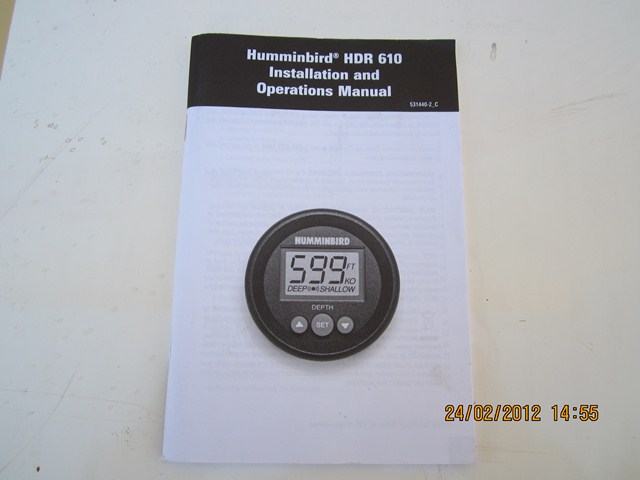 Humminbird® HDR 610
Installation and
Operations Manual
531440-2_C
HUMMINBIRD
599 FT
KO
DEEP SHALLOW
DEPTH
SET
24/02/2012 14:55